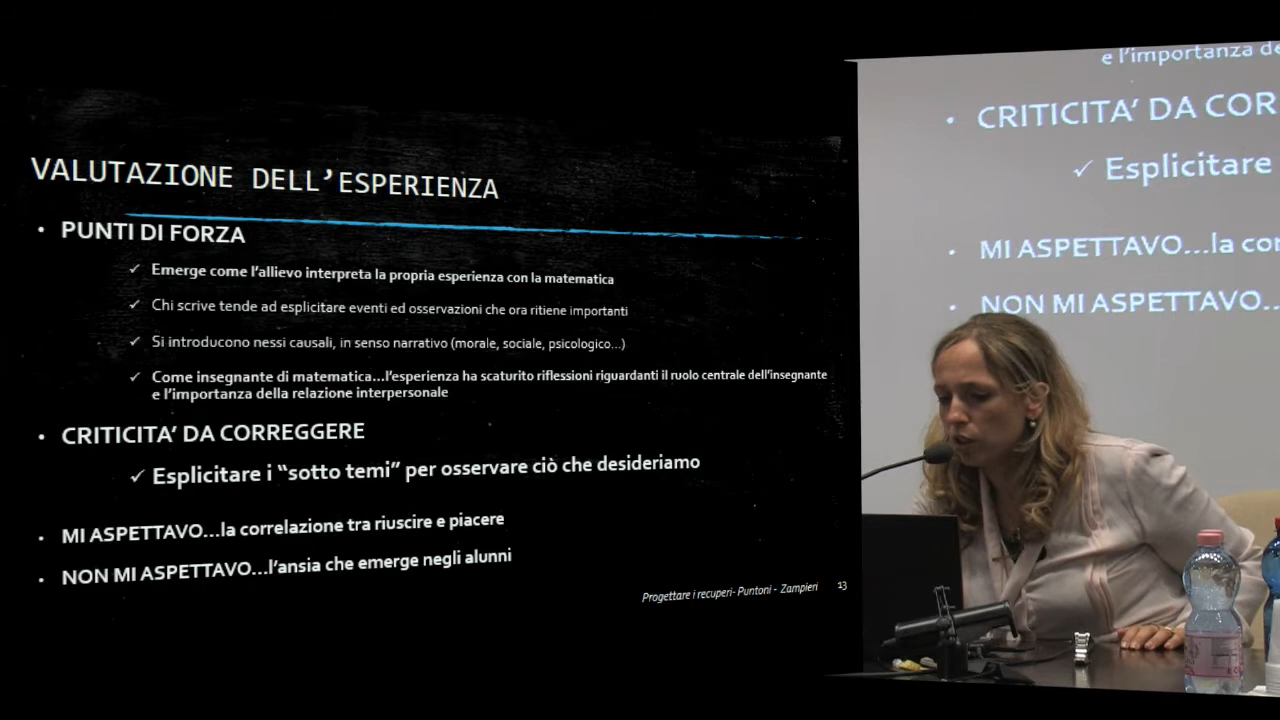 VALUTAZIONE DELL'ESPERIENZA
• PUNTI DI FORZA
✓ Emerge come l'allievo interpreta la propria esperienza con la matematica
✓ Chi scrive tende ad esplicitare eventi ed osservazioni che ora ritiene importanti
✓ Si introducono nessi causali, in senso narrativo (morale, sociale, psicologico...)
✓ Come insegnante di matematica...l'esperienza ha scaturito riflessioni riguardanti il ruolo centrale dell'insegnante
e l'importanza della relazione interpersonale
• CRITICITA' DA CORREGGERE
✓ Esplicitare i "sotto temi" per osservare ciò che desideriamo
• MI ASPETTAVO...la correlazione tra riuscire e piacere
• NON MI ASPETTAVO...l'ansia che emerge negli alunni
Progettare i recuperi- Puntoni - Zampieri 13
e l'importanza de
• CRITICITA' DA COR
✓ Esplicitare
• MI ASPETTAVO...la cor
• NON MI ASPETTAVO...